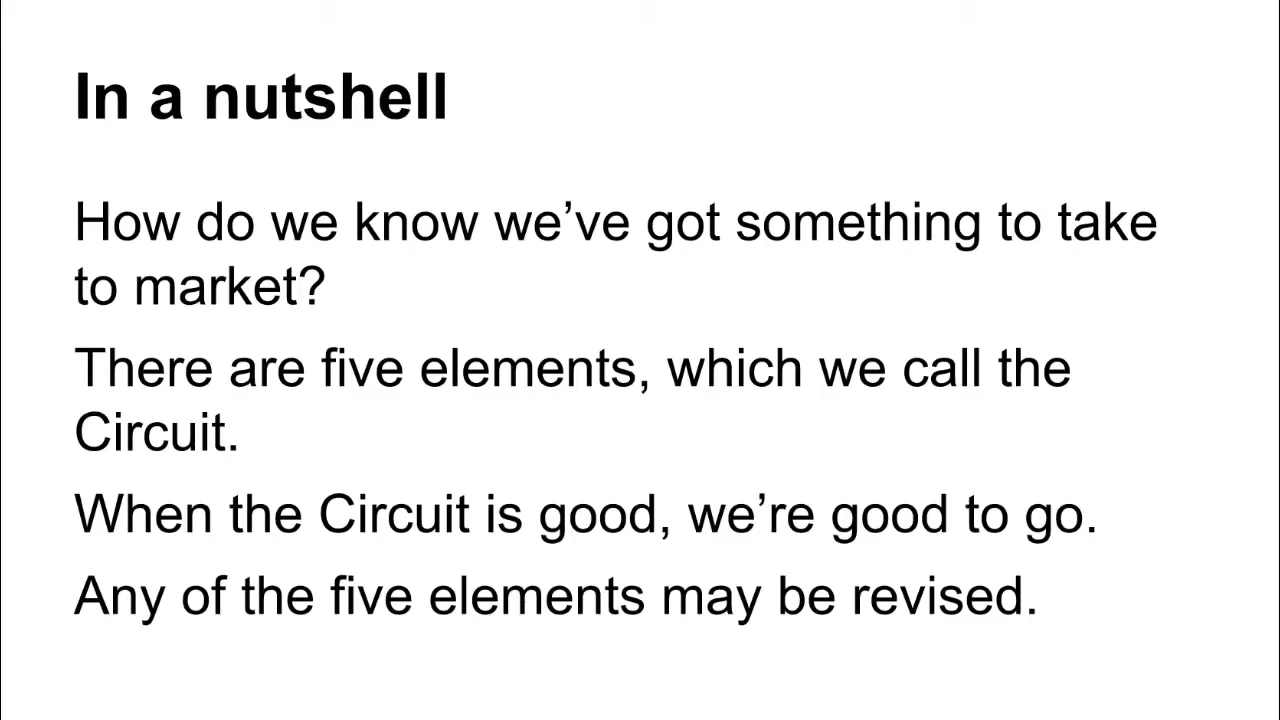 In a nutshell
How do we know we’ve got something to take
to market?
There are five elements, which we call the
Circuit.
When the Circuit is good, we’re good to go.
Any of the five elements may be revised.